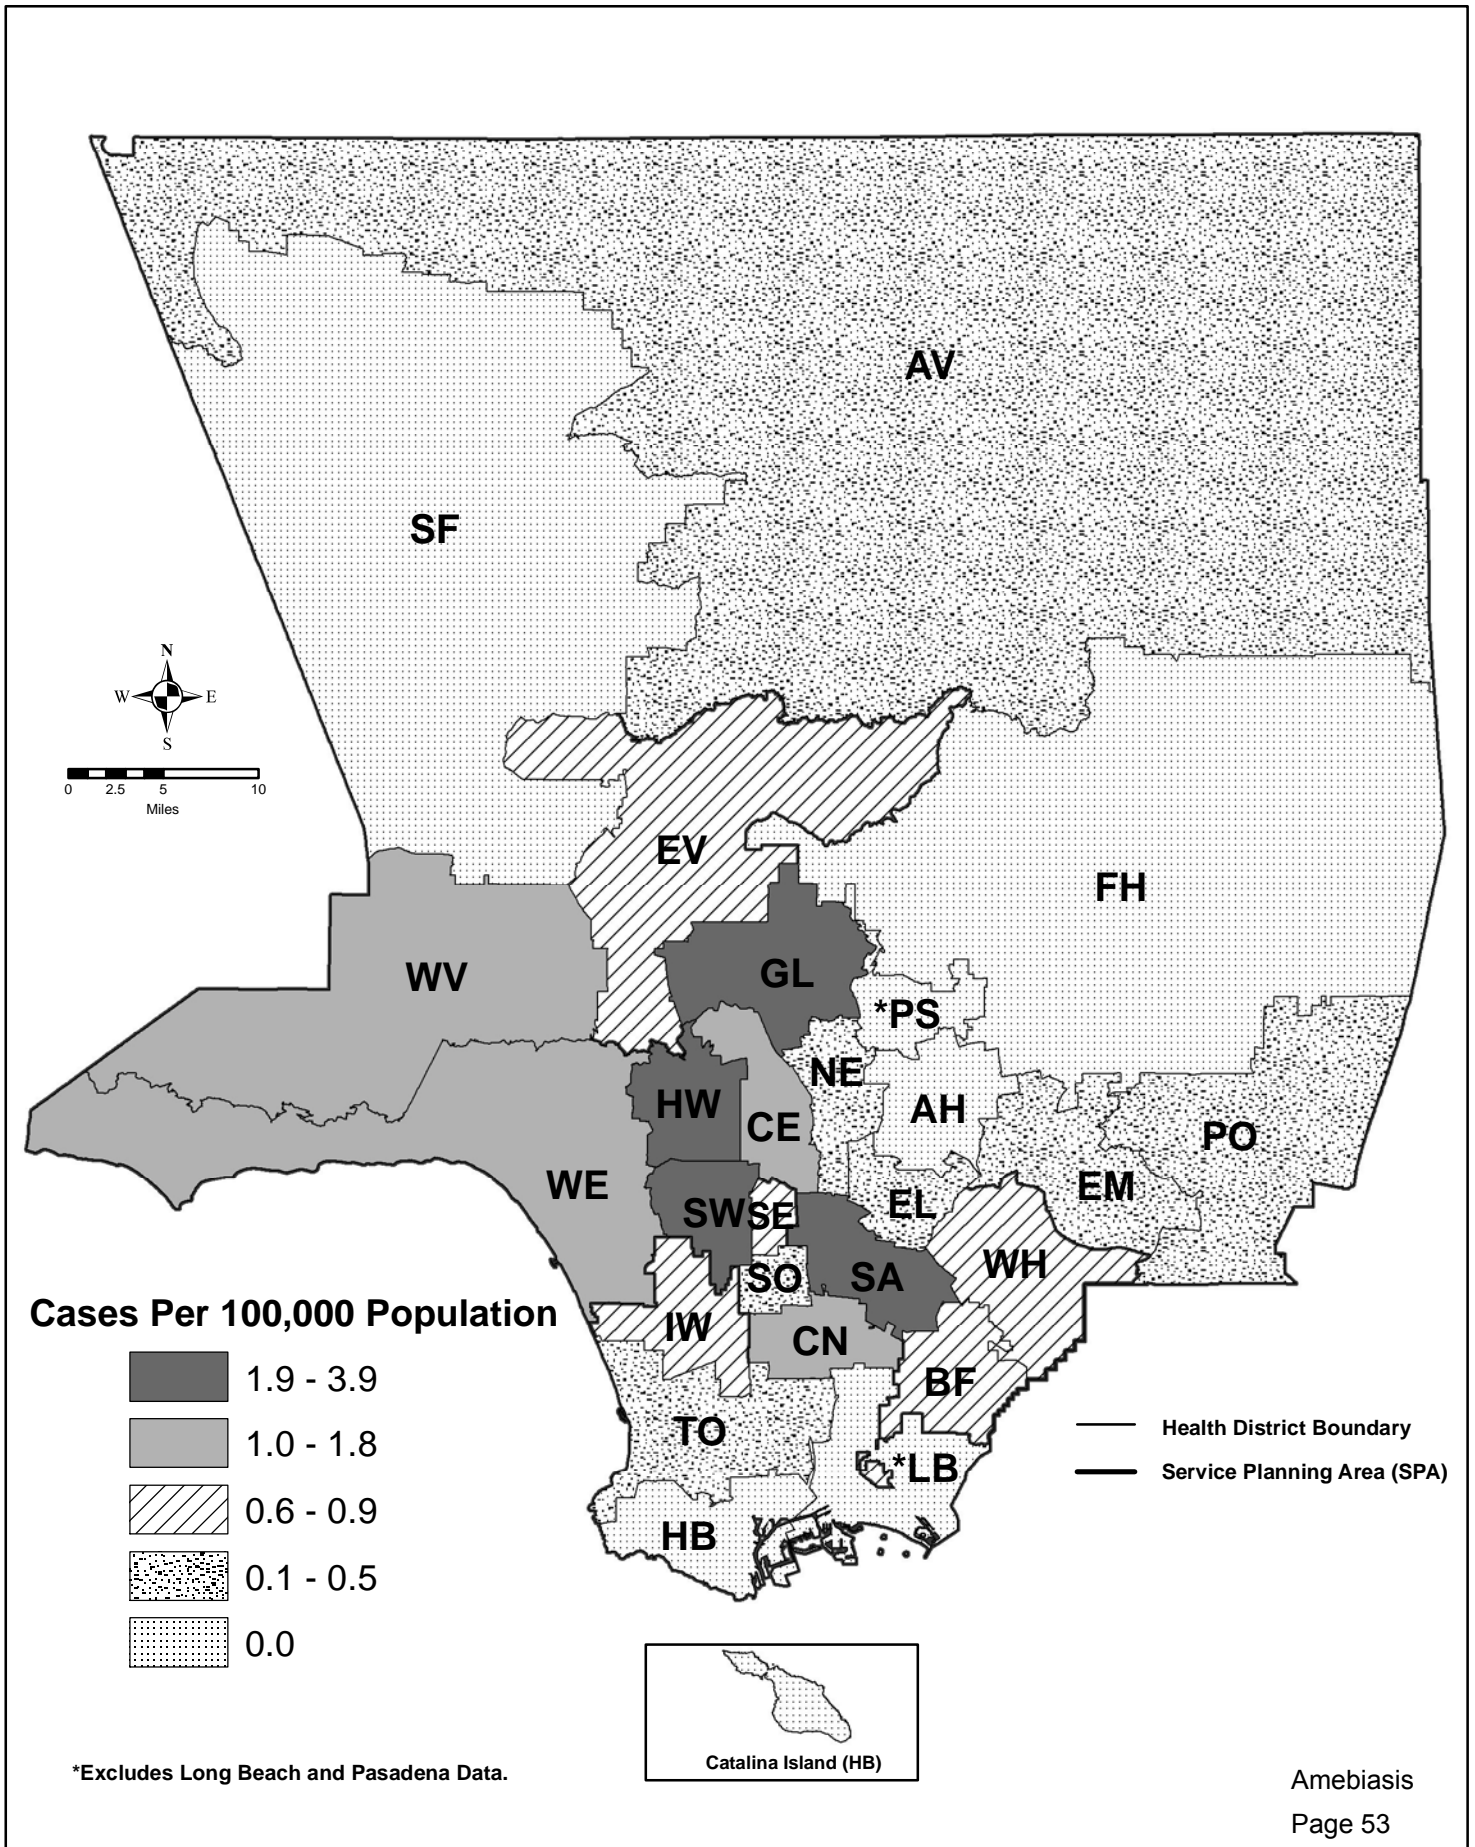 AV
SF
N
W E
S
0 2.5 5 10
Miles
EV
FH
WV
GL
*PS
NE
HW
AH
CE
PO
WE
EM
SW
SE
EL
WH
SO
SA
Cases Per 100,000 Population
IW
CN
1.9 - 3.9
BF
Health District Boundary
1.0 - 1.8
TO
*LB
Service Planning Area (SPA)
0.6 - 0.9
HB
0.1 - 0.5
0.0
Catalina Island (HB)
*Excludes Long Beach and Pasadena Data.
Amebiasis
Page 53